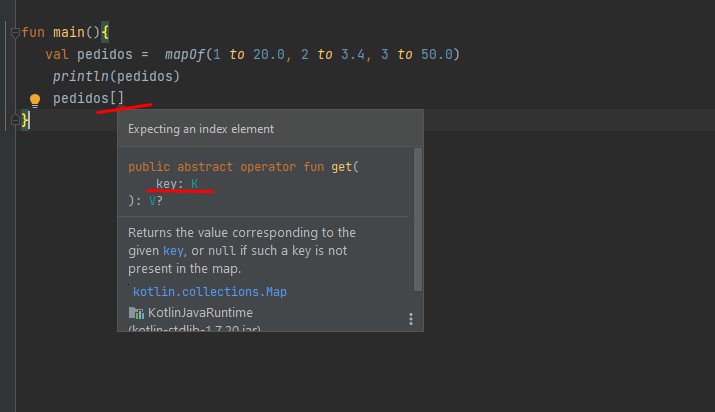 fun main(){
val pedidos = mapOf(1 to 20.0, 2 to 3.4, 3 to 50.0)
println(pedidos)
pedidos[]
}
Expecting an index element
public abstract operator fun get(
key: K
): V?
Returns the value corresponding to the
given key, or null if such a key is not
present in the map.
kotlin.collections.Map
KotlinJavaRuntime
(kotlin-stdlib-1.7.20.jar)